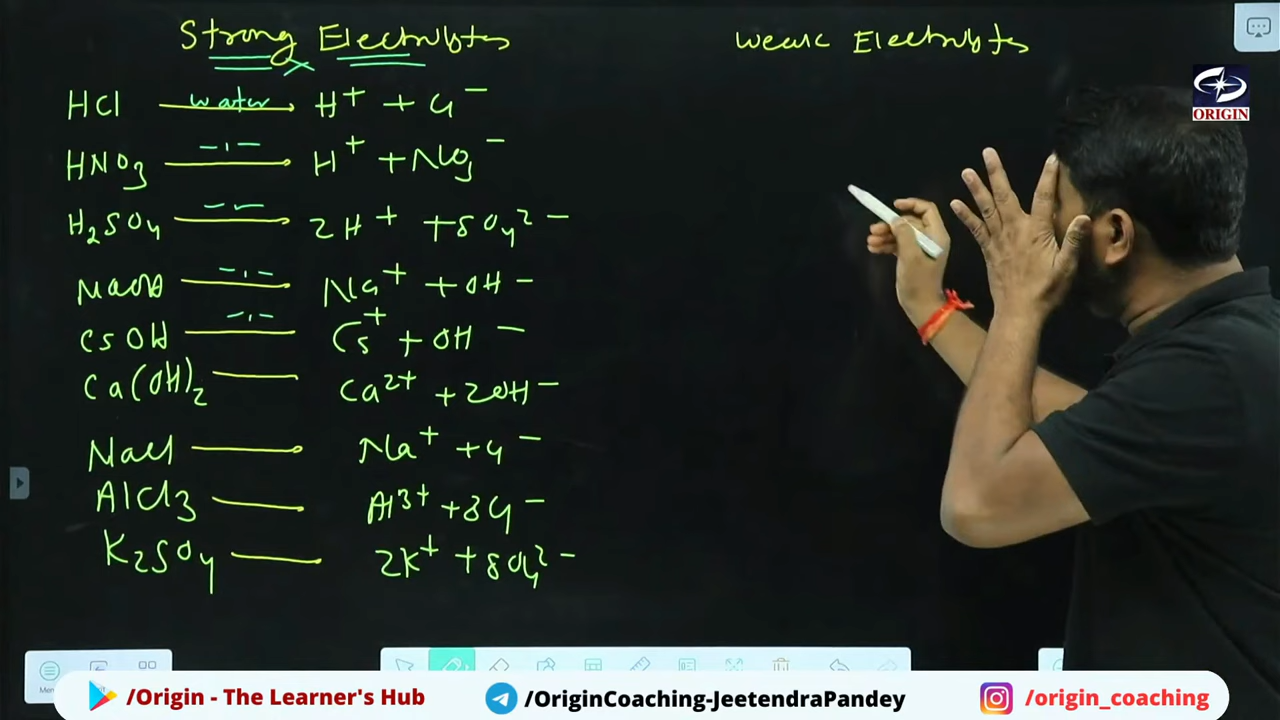 Strong Electrolytes
Weak Electrolytes
HCl water H⁺ + Cl⁻
HNO3 -〃- H⁺ + NO3⁻
H2SO4 -〃- 2H⁺ + SO4²⁻
NaOH -〃- Na⁺ + OH⁻
CsOH -〃- Cs⁺ + OH⁻
Ca(OH)2 Ca²⁺ + 2OH⁻
NaCl Na⁺ + Cl⁻
AlCl3 Al³⁺ + 3Cl⁻
K2SO4 2K⁺ + SO4²⁻
ORIGIN
/Origin - The Learner's Hub
/OriginCoaching-JeetendraPandey
/origin_coaching